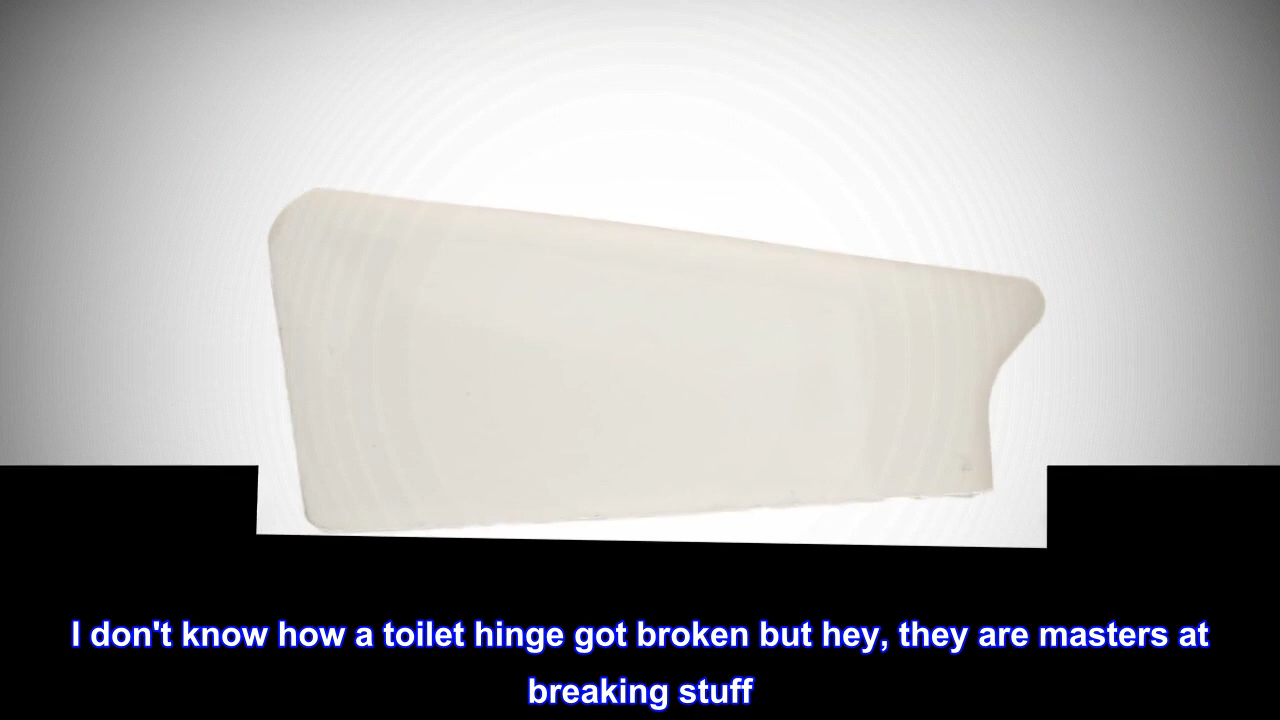 I don't know how a toilet hinge got broken but hey, they are masters at
breaking stuff